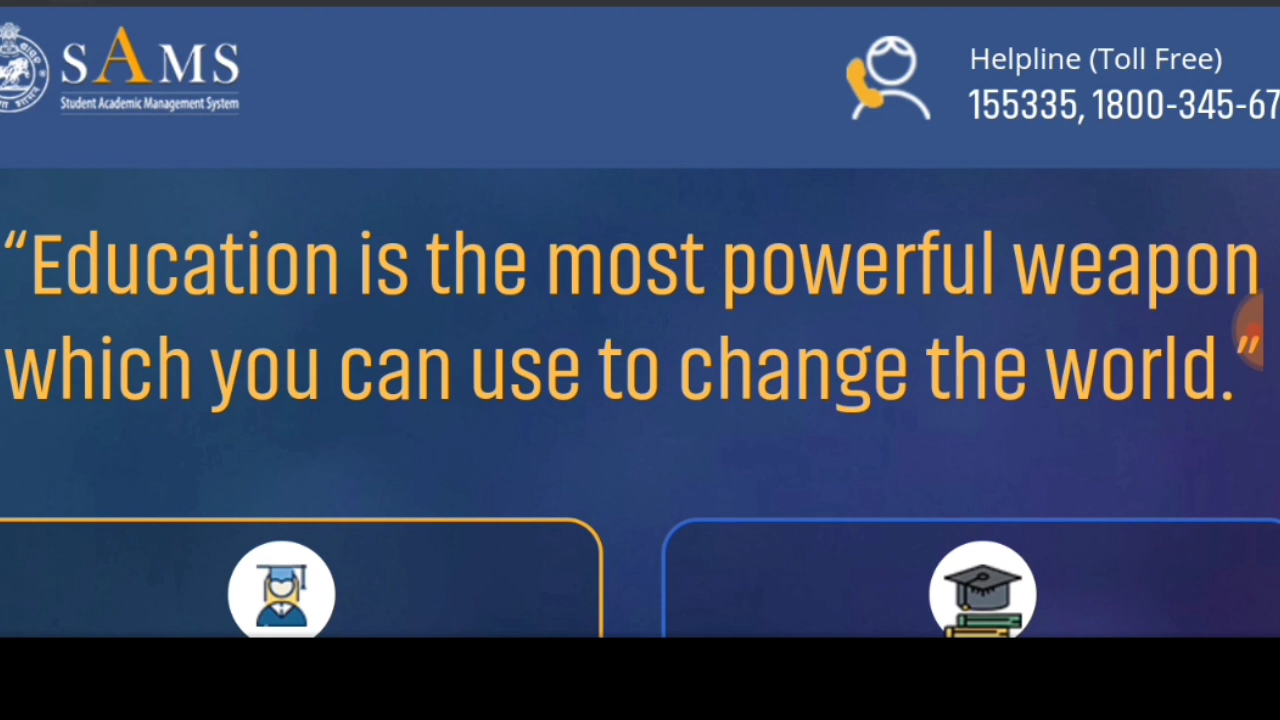 SAMS
Student Academic Management System
Helpline (Toll Free)
155335, 1800-345-67
“Education is the most powerful weapon
which you can use to change the world.”